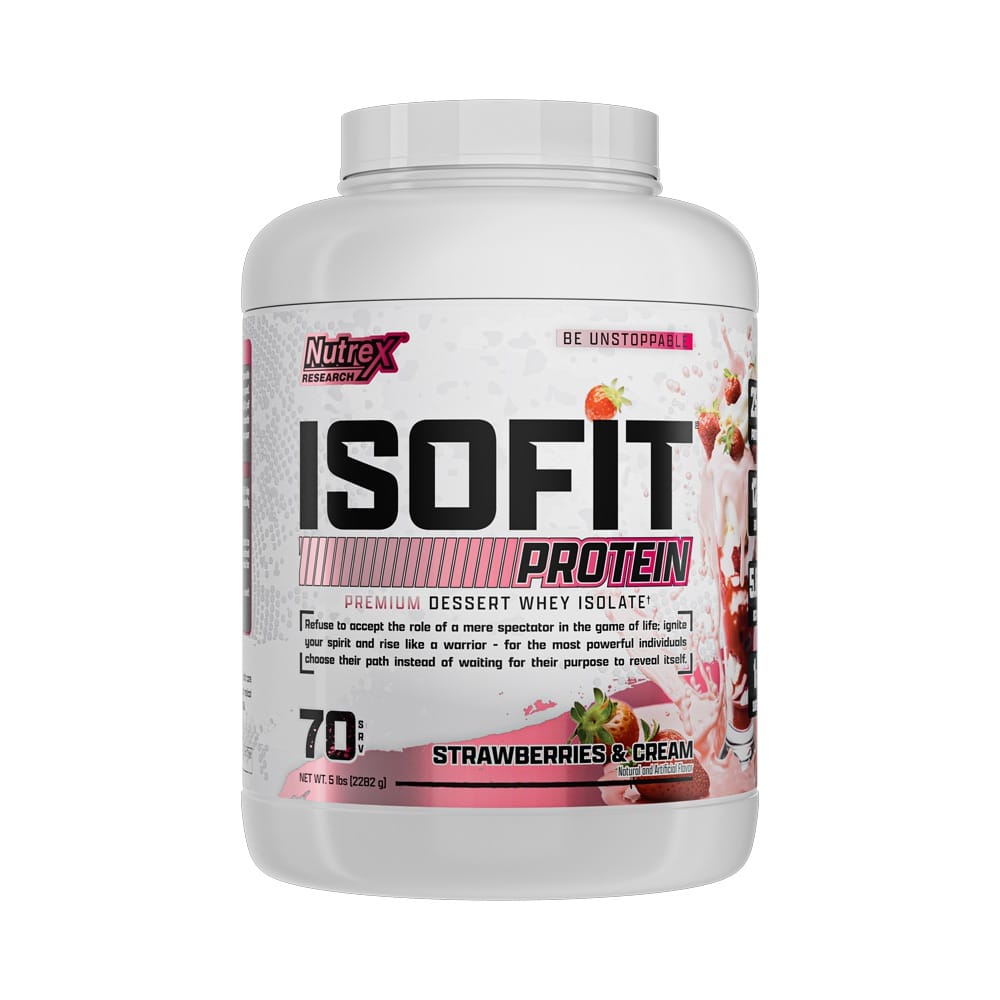 Nutrex
RESEARCH
BE UNSTOPPABLE
ISOFIT
PROTEIN
PREMIUM DESSERT WHEY ISOLATE†
Refuse to accept the role of a mere spectator in the game of life; ignite
your spirit and rise like a warrior - for the most powerful individuals
choose their path instead of waiting for their purpose to reveal itself.
70 SRV
STRAWBERRIES & CREAM
Natural and Artificial Flavor
NET WT. 5 lbs (2282 g)